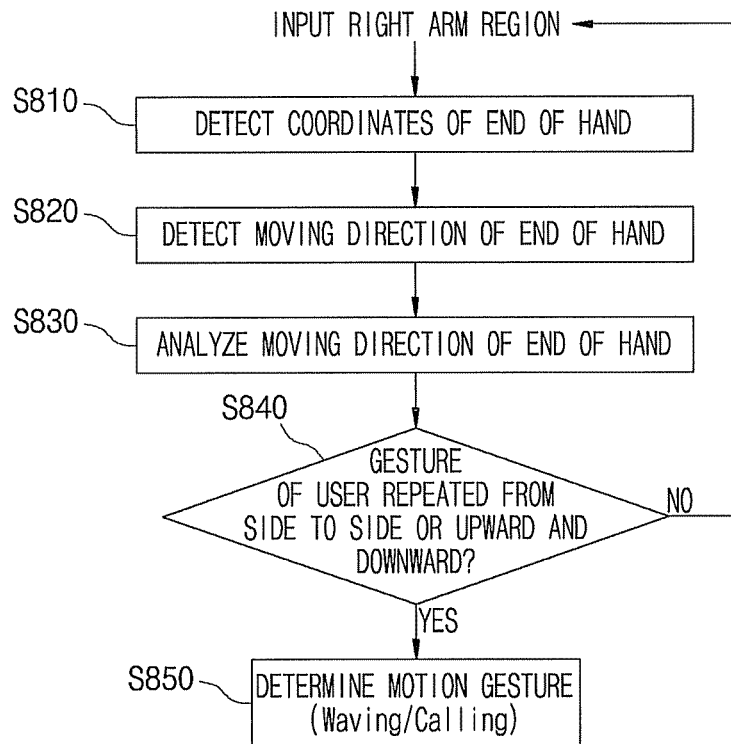 INPUT RIGHT ARM REGION
S810
DETECT COORDINATES OF END OF HAND
S820
DETECT MOVING DIRECTION OF END OF HAND
S830
ANALYZE MOVING DIRECTION OF END OF HAND
S840
GESTURE
OF USER REPEATED FROM
SIDE TO SIDE OR UPWARD AND
DOWNWARD?
NO
YES
S850
DETERMINE MOTION GESTURE
(Waving/Calling)